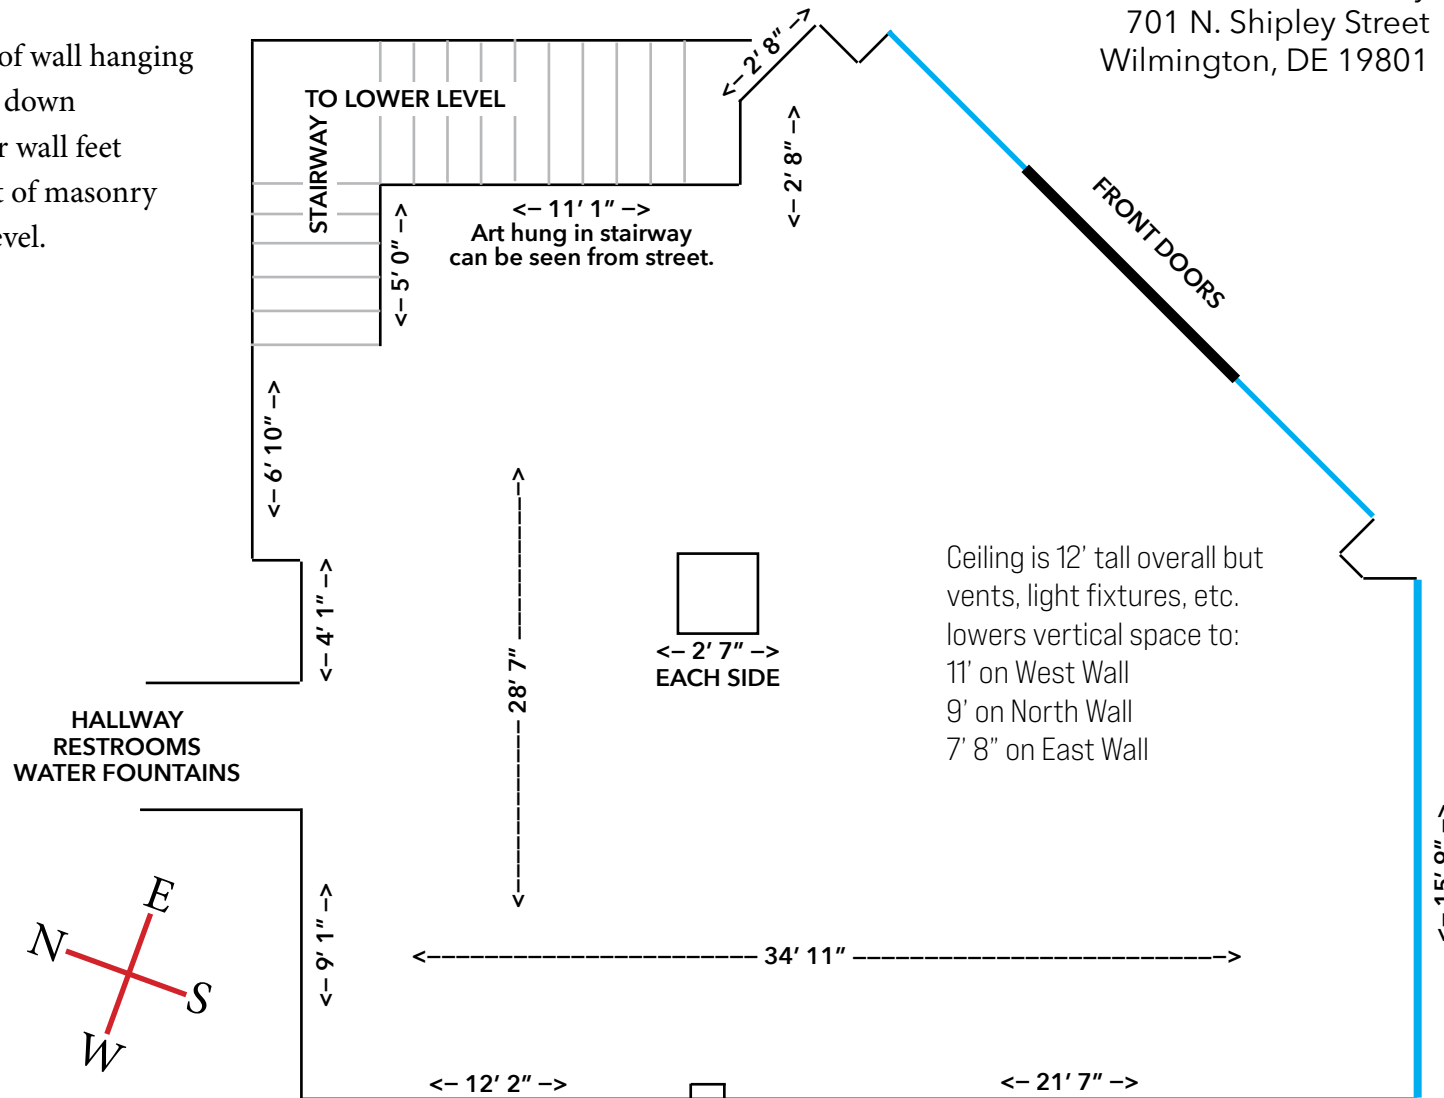 701 N. Shipley Street
Wilmington, DE 19801
of wall hanging
down
wall feet
of masonry
TO LOWER LEVEL
STAIRWAY
<– 2’ 8” –>
<– 2’ 8” –>
<– 11’ 1” –>
Art hung in stairway
can be seen from street.
<– 5’ 0” –>
FRONT DOORS
<– 6’ 10” –>
<– 4’ 1” –>
28’ 7”
<– 2’ 7” –>
EACH SIDE
Ceiling is 12’ tall overall but
vents, light fixtures, etc.
lowers vertical space to:
11’ on West Wall
9’ on North Wall
7’ 8” on East Wall
HALLWAY
RESTROOMS
WATER FOUNTAINS
<– 9’ 1” –>
34’ 11”
E
N
S
W
<– 12’ 2” –>
<– 21’ 7” –>